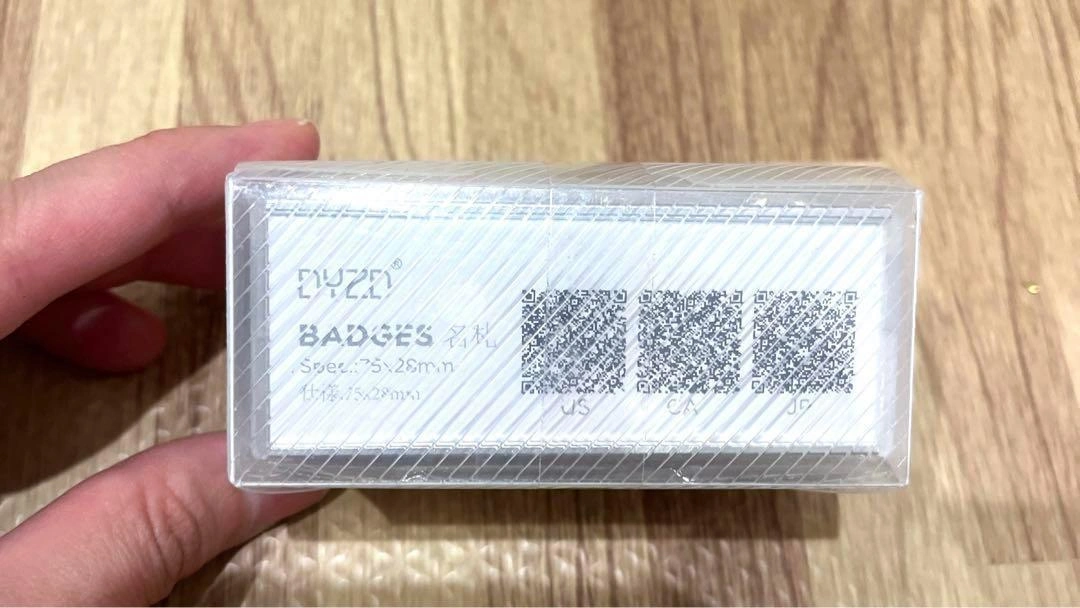 DYZD®
BADGES 名札
Spec.:75x28mm
仕様:75x28mm
US
CA
JP